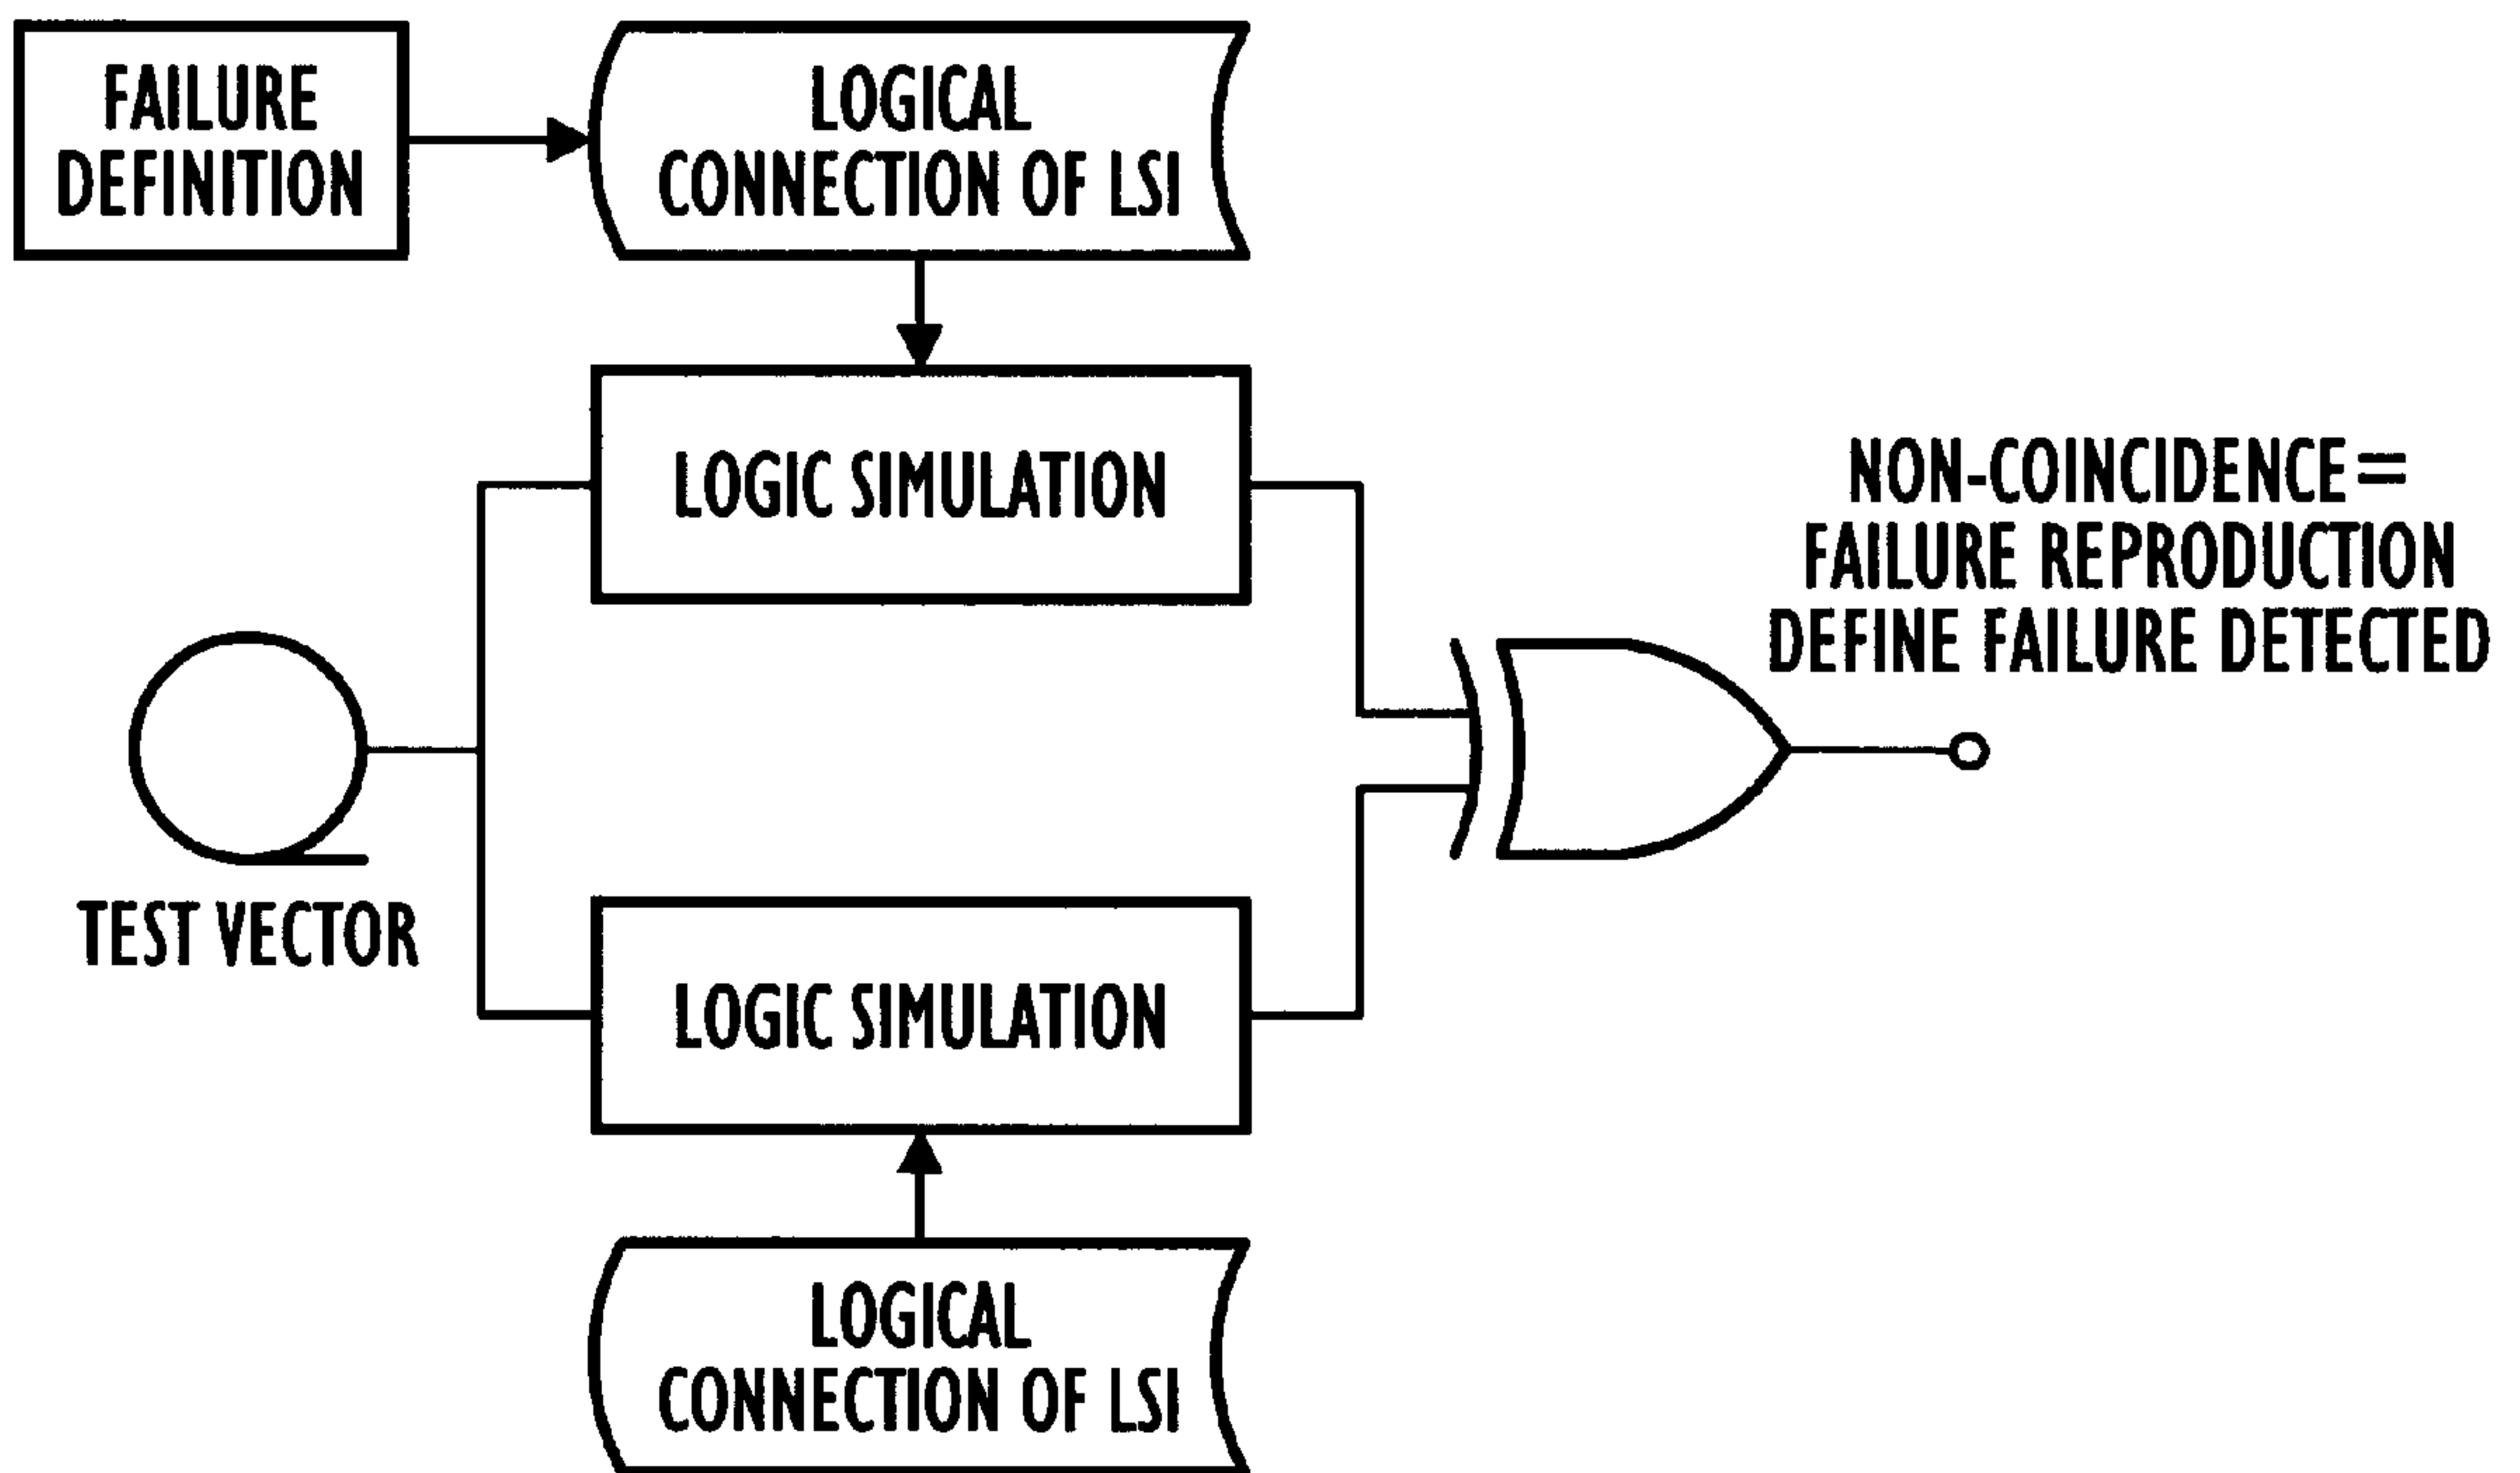 FAILURE
DEFINITION
LOGICAL
CONNECTION OF LSI
LOGIC SIMULATION
NON-COINCIDENCE=
FAILURE REPRODUCTION
DEFINE FAILURE DETECTED
TEST VECTOR
LOGIC SIMULATION
LOGICAL
CONNECTION OF LSI